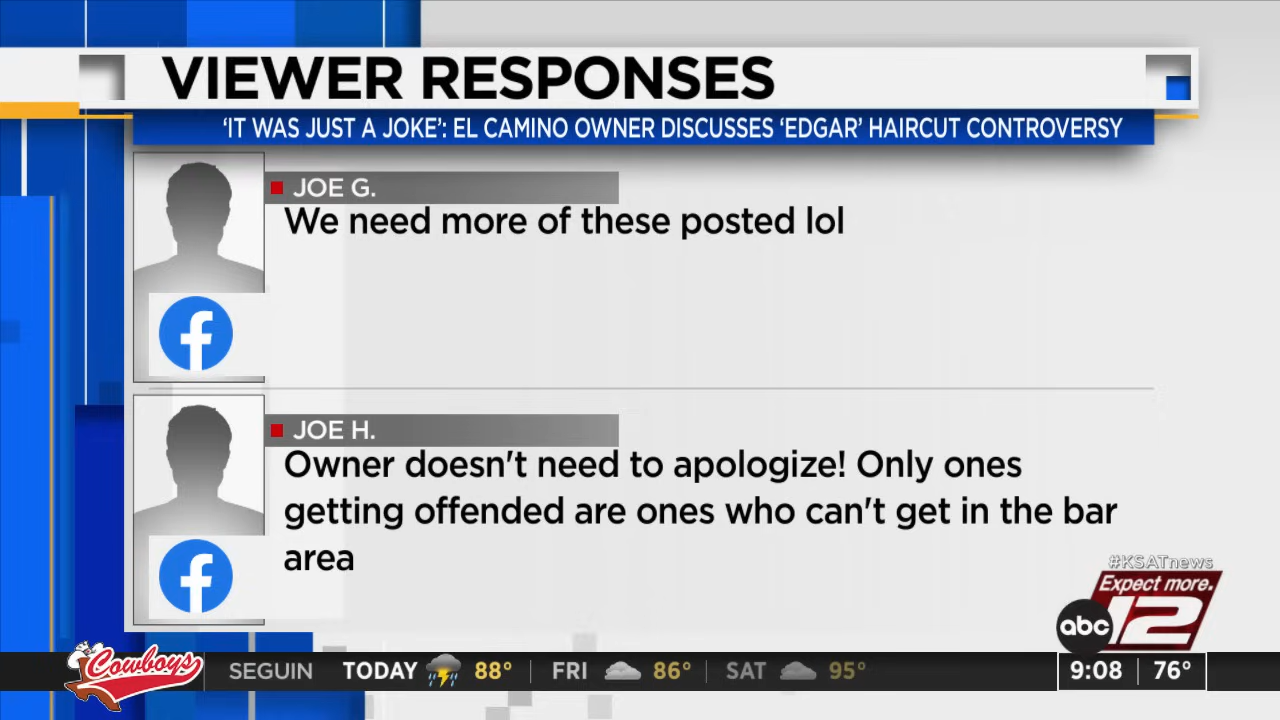 VIEWER RESPONSES
'IT WAS JUST A JOKE': EL CAMINO OWNER DISCUSSES 'EDGAR' HAIRCUT CONTROVERSY
JOE G.
We need more of these posted lol
JOE H.
Owner doesn't need to apologize! Only ones
getting offended are ones who can't get in the bar
area
#KSATnews
Expect more.
abc 12
Cowboys SEGUIN TODAY 88° FRI 86° SAT 95° 9:08 76°